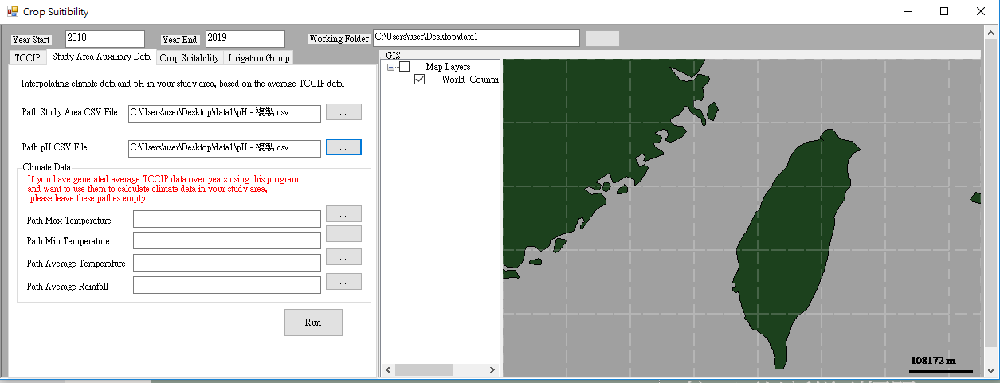 Crop Suitibility
Year Start 2018 Year End 2019 Working Folder C:\Users\user\Desktop\data1 ...
TCCIP Study Area Auxiliary Data Crop Suitability Irrigation Group
Interpolating climate data and pH in your study area, based on the average TCCIP data.
Path Study Area CSV File C:\Users\user\Desktop\data1\pH - 複製.csv ...
Path pH CSV File C:\Users\user\Desktop\data1\pH - 複製.csv ...
Climate Data
If you have generated average TCCIP data over years using this program
and want to use them to calculate climate data in your study area,
please leave these pathes empty.
Path Max Temperature ...
Path Min Temperature ...
Path Average Temperature ...
Path Average Rainfall ...
Run
GIS
Map Layers
World_Countri
108172 m